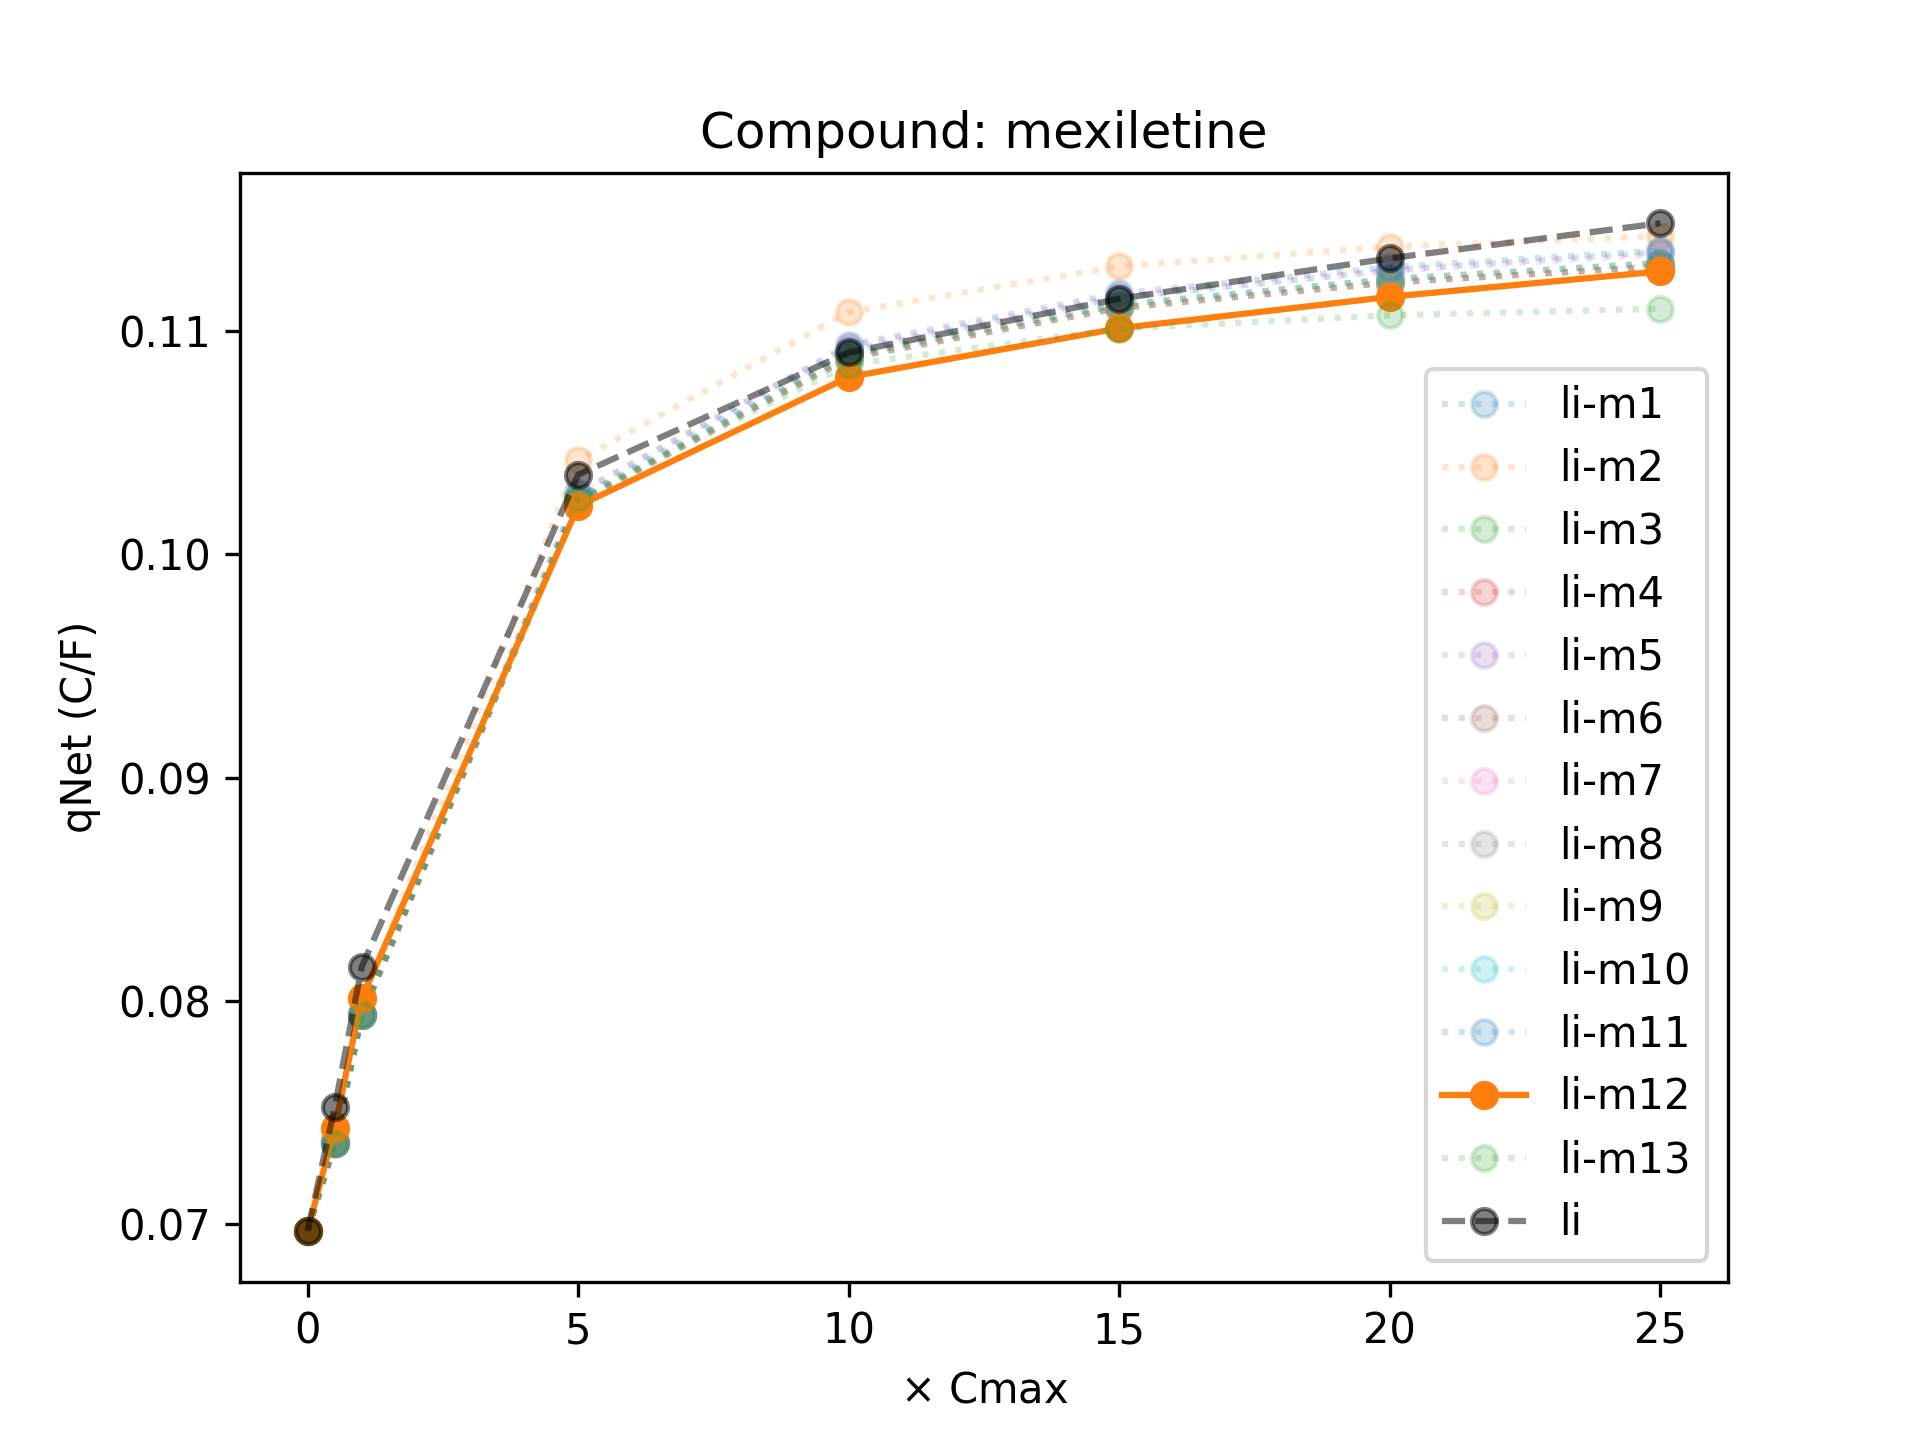 Compound: mexiletine
qNet (C/F)
0.11
0.10
0.09
0.08
0.07
0 5 10 15 20 25
× Cmax
li-m1
li-m2
li-m3
li-m4
li-m5
li-m6
li-m7
li-m8
li-m9
li-m10
li-m11
li-m12
li-m13
li